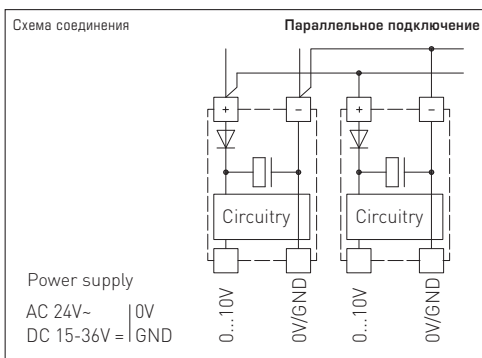 Схема соединения
Параллельное подключение
+ − + −
Circuitry Circuitry
Power supply
AC 24V~ 0V
DC 15-36V = GND
0...10V
0V/GND
0...10V
0V/GND